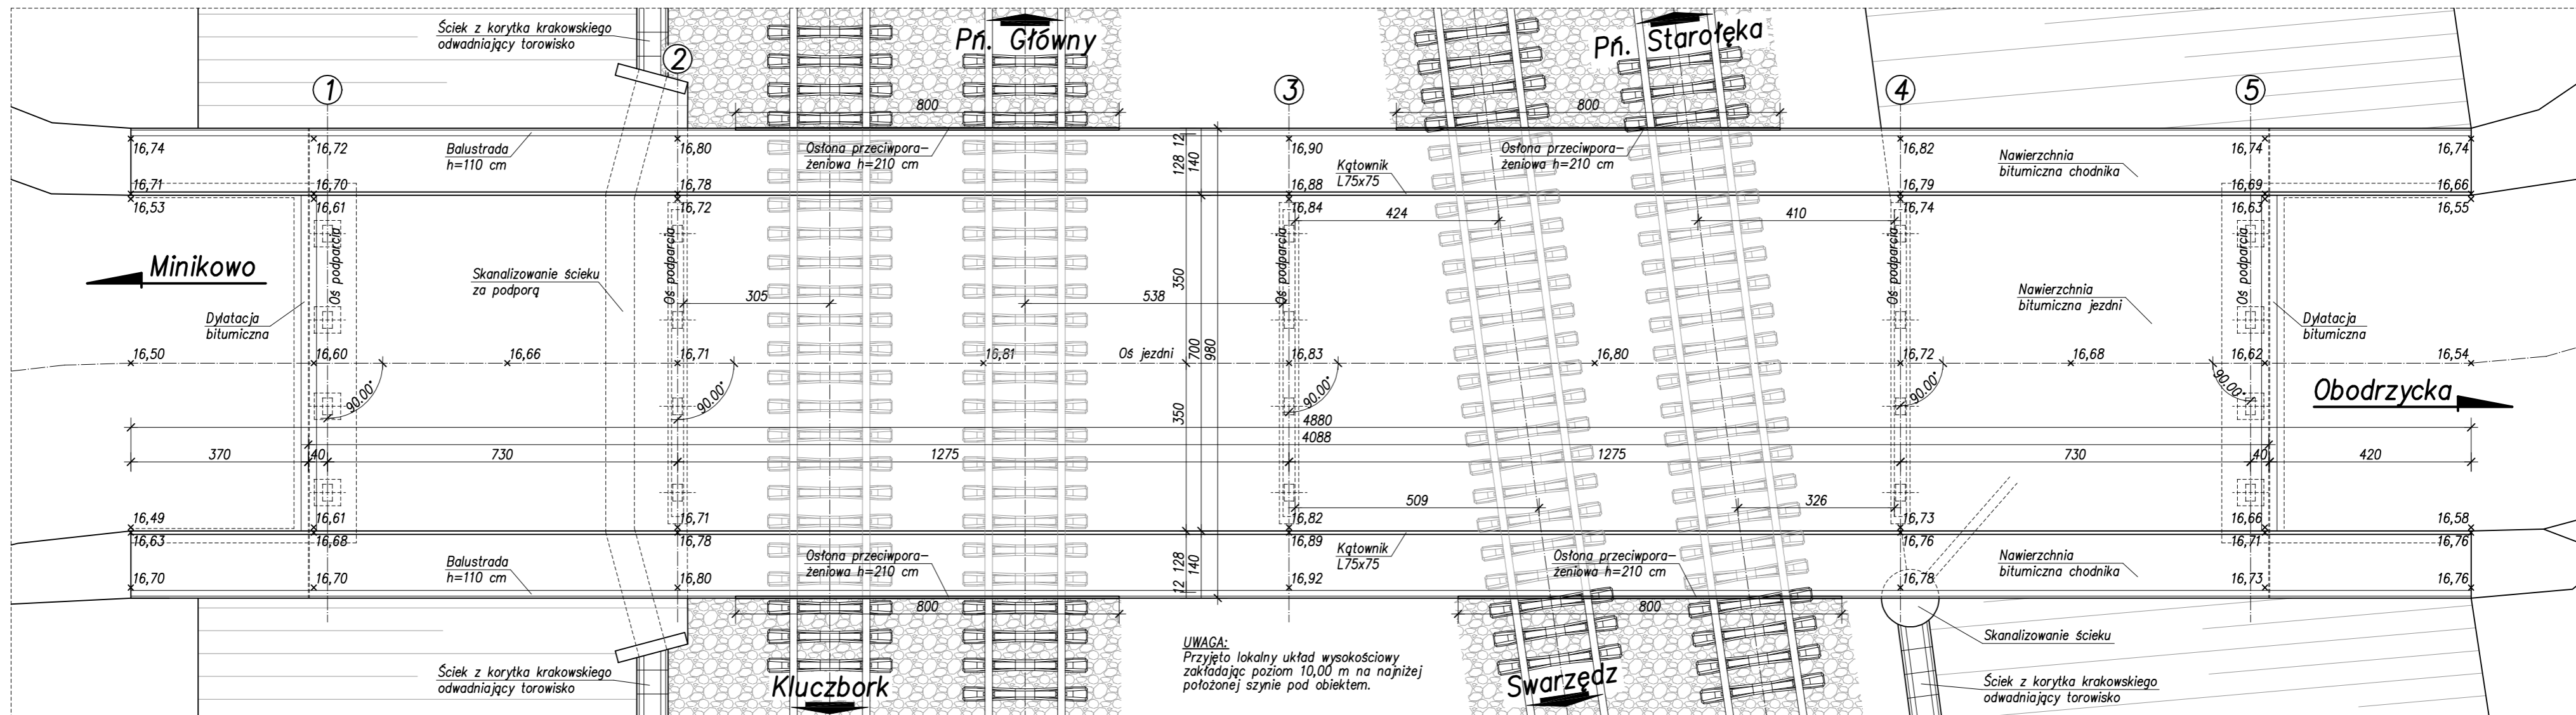 Ściek z korytka krakowskiego
odwadniający torowisko
Pń. Główny
Pń. Starołęka
1
2
3
4
5
800
800
16,74
16,72
Balustrada
h=110 cm
16,80
Osłona przeciwpora-
żeniowa h=210 cm
12
128
140
16,90
Kątownik
L75x75
Osłona przeciwpora-
żeniowa h=210 cm
16,82
Nawierzchnia
bitumiczna chodnika
16,74
16,74
16,71
16,70
16,78
16,88
16,79
16,69
16,66
16,53
16,61
16,72
16,84
16,74
16,63
16,55
424
410
Oś podparcia
Oś podparcia
Oś podparcia
Oś podparcia
Oś podparcia
Minikowo
Skanalizowanie ścieku
za podporą
305
538
350
Nawierzchnia
bitumiczna jezdni
Dylatacja
bitumiczna
Dylatacja
bitumiczna
16,50
16,60
16,66
16,71
16,81
Oś jezdni
700
980
16,83
16,80
16,72
16,68
16,62
16,54
90.00°
90.00°
90.00°
90.00°
90.00°
Obodrzycka
350
4880
4088
370
40
730
1275
1275
730
40
420
509
326
16,49
16,61
16,71
16,82
16,73
16,66
16,58
16,63
16,68
16,78
16,89
16,76
16,71
16,76
Balustrada
h=110 cm
Osłona przeciwpora-
żeniowa h=210 cm
128
140
12
Kątownik
L75x75
Osłona przeciwpora-
żeniowa h=210 cm
Nawierzchnia
bitumiczna chodnika
16,70
16,70
16,80
16,92
16,78
16,73
16,76
800
800
UWAGA:
Przyjęto lokalny układ wysokościowy
zakładając poziom 10,00 m na najniżej
położonej szynie pod obiektem.
Skanalizowanie ścieku
Ściek z korytka krakowskiego
odwadniający torowisko
Kluczbork
Swarzędz
Ściek z korytka krakowskiego
odwadniający torowisko